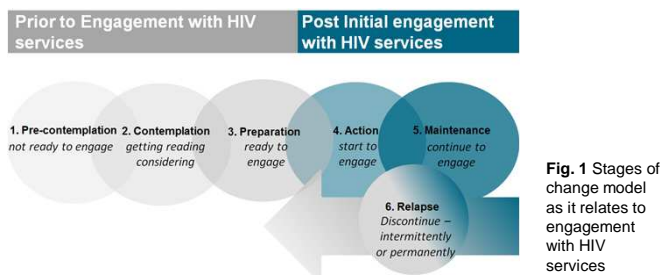 Prior to Engagement with HIV
services
Post Initial engagement
with HIV services
1. Pre-contemplation
not ready to engage
2. Contemplation
getting reading
considering
3. Preparation
ready to
engage
4. Action
start to
engage
5. Maintenance
continue to
engage
6. Relapse
Discontinue –
intermittently
or permanently
Fig. 1 Stages of
change model
as it relates to
engagement
with HIV
services